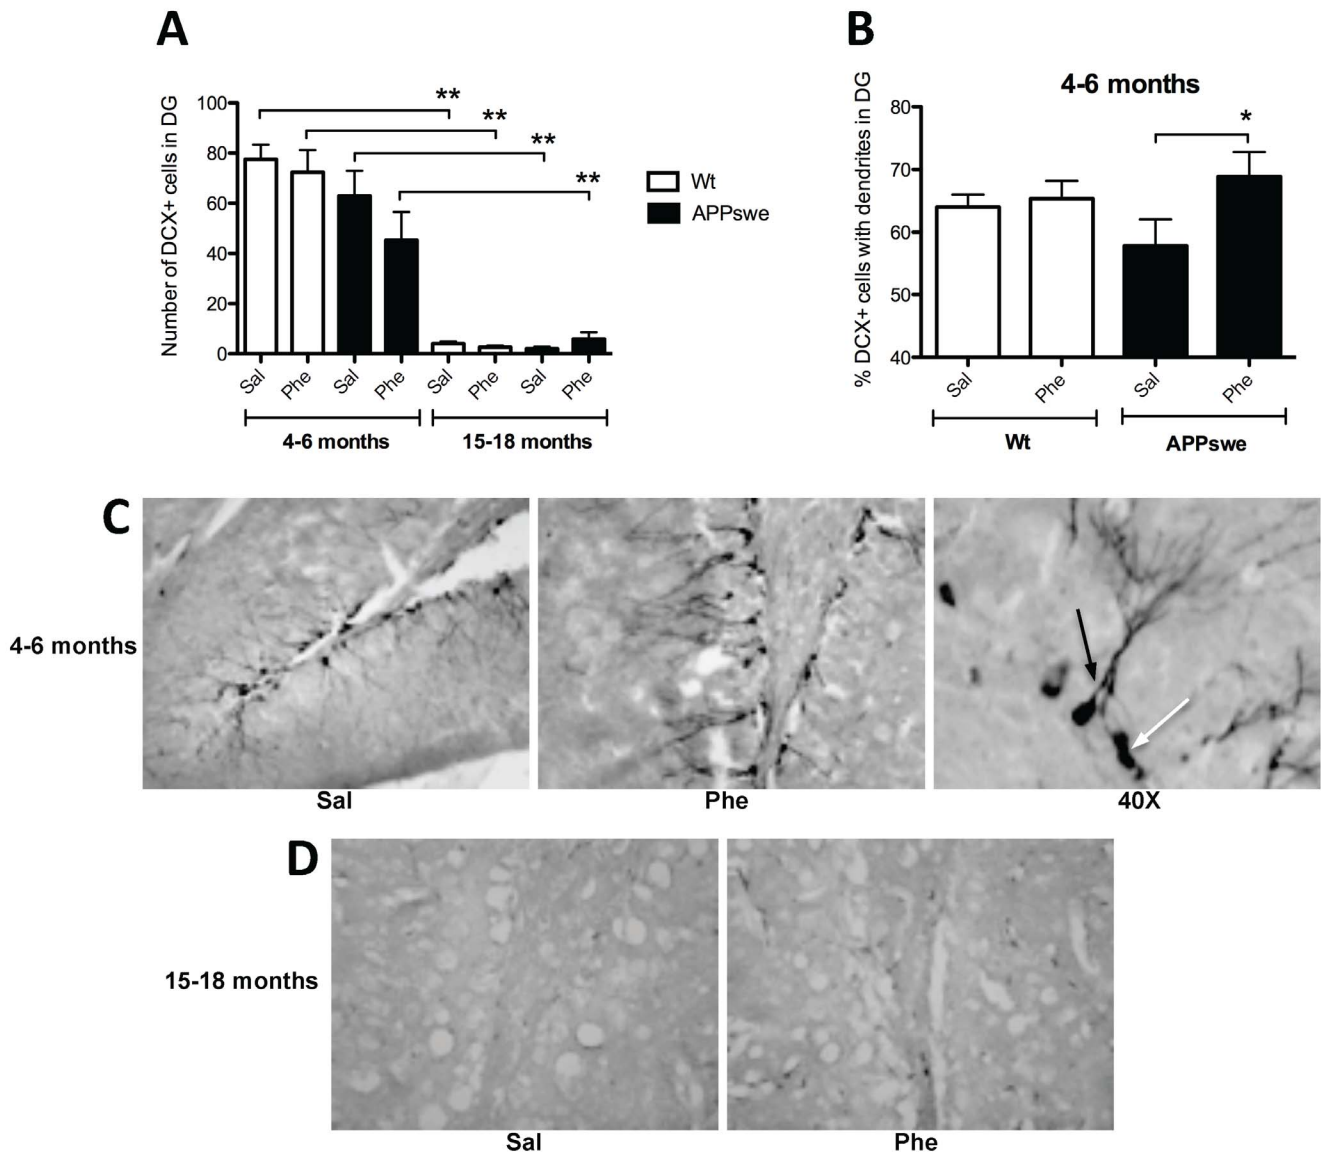 A
Number of DCX+ cells in DG
100
80
60
40
20
0
**
**
**
**
Sal
Phe
Sal
Phe
Sal
Phe
Sal
Phe
4-6 months
15-18 months
Wt
APPswe
B
4-6 months
% DCX+ cells with dendrites in DG
80
70
60
50
40
*
Sal
Phe
Sal
Phe
Wt
APPswe
C
4-6 months
Sal
Phe
40X
D
15-18 months
Sal
Phe